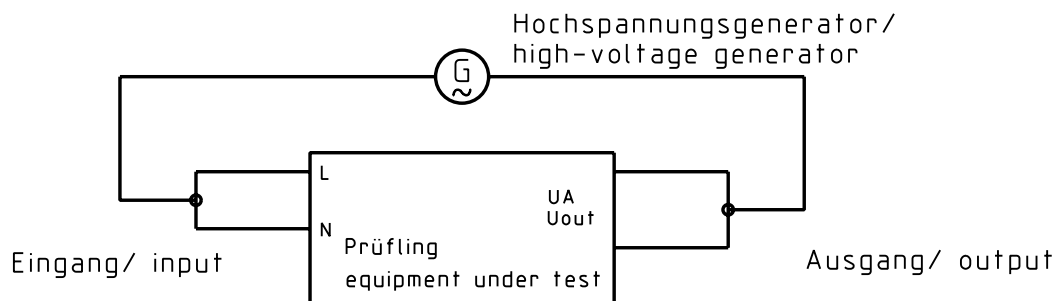 Hochspannungsgenerator/
high-voltage generator
G
~
L
UA
Uout
N
Prüfling
equipment under test
Eingang/ input
Ausgang/ output